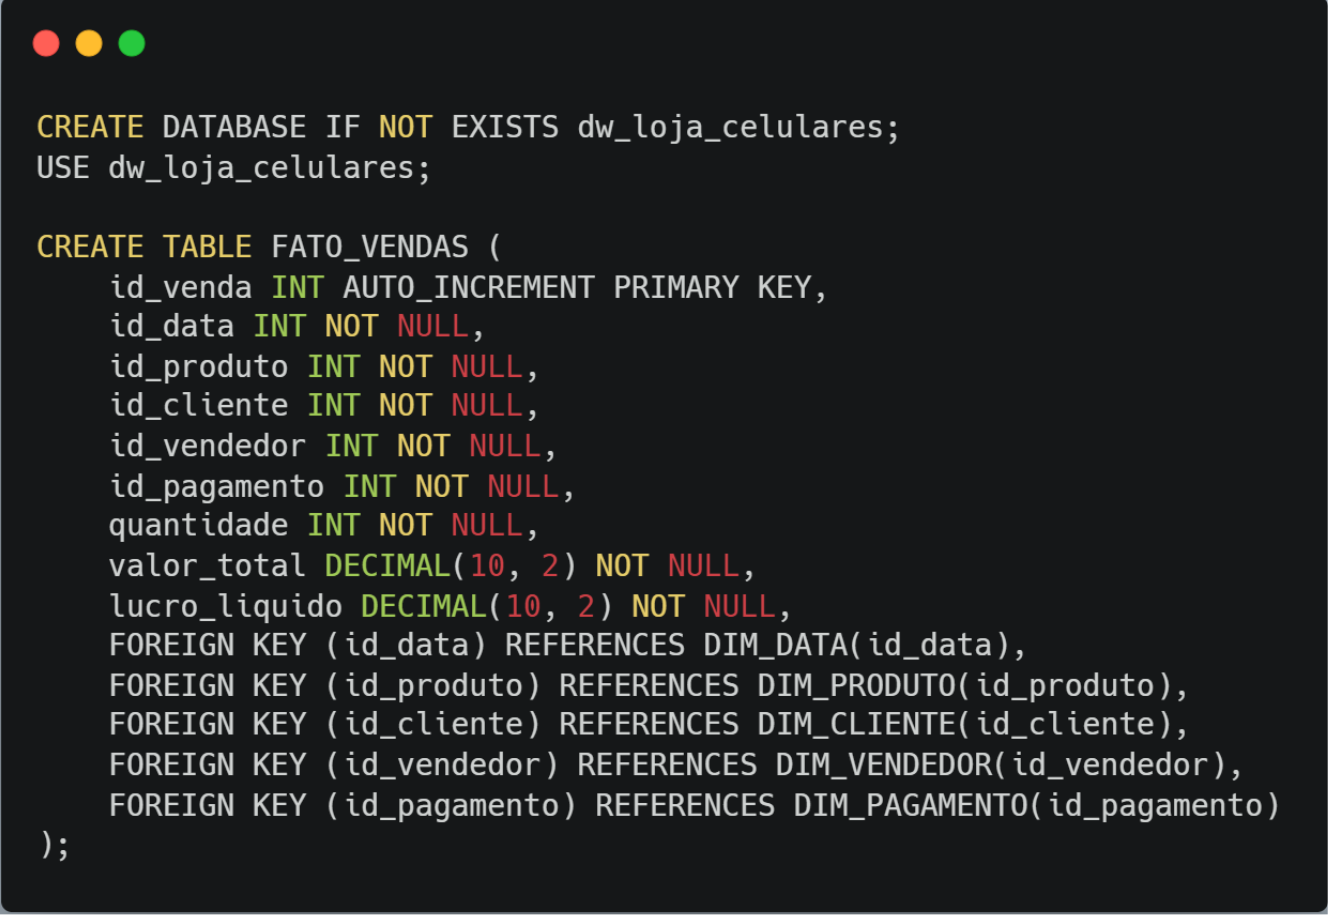 CREATE DATABASE IF NOT EXISTS dw_loja_celulares;
USE dw_loja_celulares;
CREATE TABLE FATO_VENDAS (
    id_venda INT AUTO_INCREMENT PRIMARY KEY,
    id_data INT NOT NULL,
    id_produto INT NOT NULL,
    id_cliente INT NOT NULL,
    id_vendedor INT NOT NULL,
    id_pagamento INT NOT NULL,
    quantidade INT NOT NULL,
    valor_total DECIMAL(10, 2) NOT NULL,
    lucro_liquido DECIMAL(10, 2) NOT NULL,
    FOREIGN KEY (id_data) REFERENCES DIM_DATA(id_data),
    FOREIGN KEY (id_produto) REFERENCES DIM_PRODUTO(id_produto),
    FOREIGN KEY (id_cliente) REFERENCES DIM_CLIENTE(id_cliente),
    FOREIGN KEY (id_vendedor) REFERENCES DIM_VENDEDOR(id_vendedor),
    FOREIGN KEY (id_pagamento) REFERENCES DIM_PAGAMENTO(id_pagamento)
);